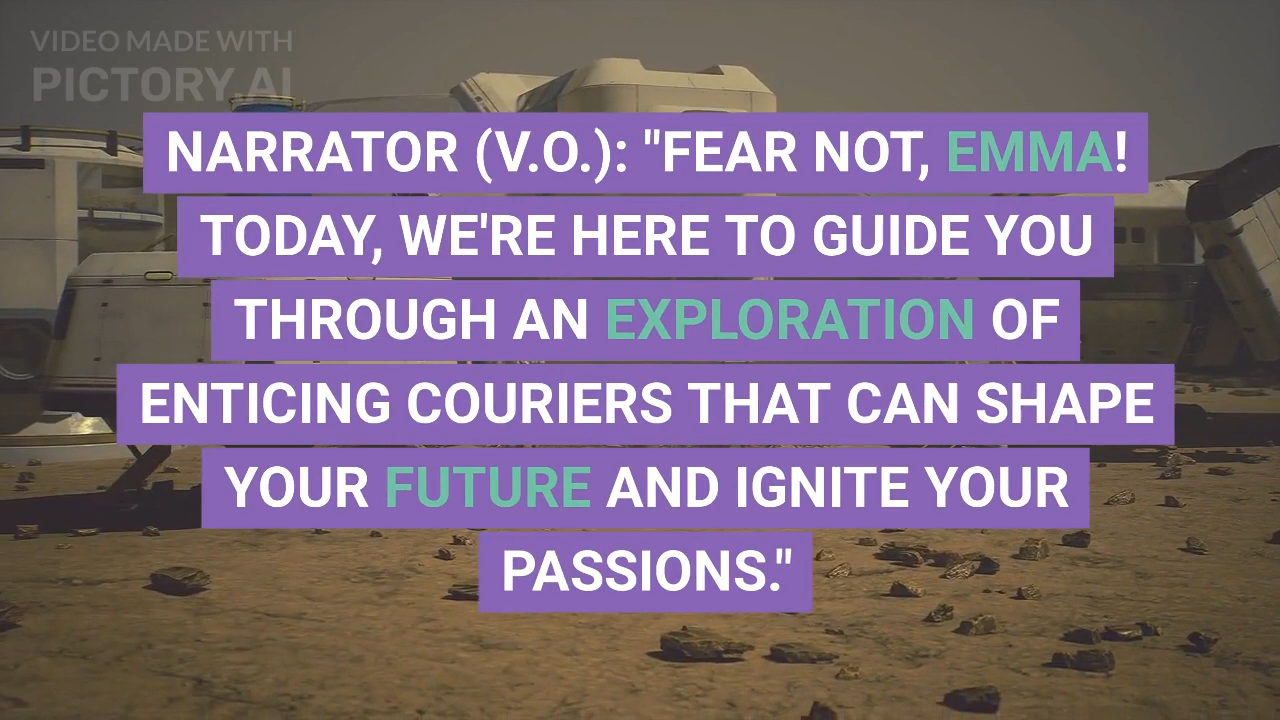 VIDEO MADE WITH
PICTORY.AI
NARRATOR (V.O.): "FEAR NOT, EMMA!
TODAY, WE'RE HERE TO GUIDE YOU
THROUGH AN EXPLORATION OF
ENTICING COURIERS THAT CAN SHAPE
YOUR FUTURE AND IGNITE YOUR
PASSIONS."